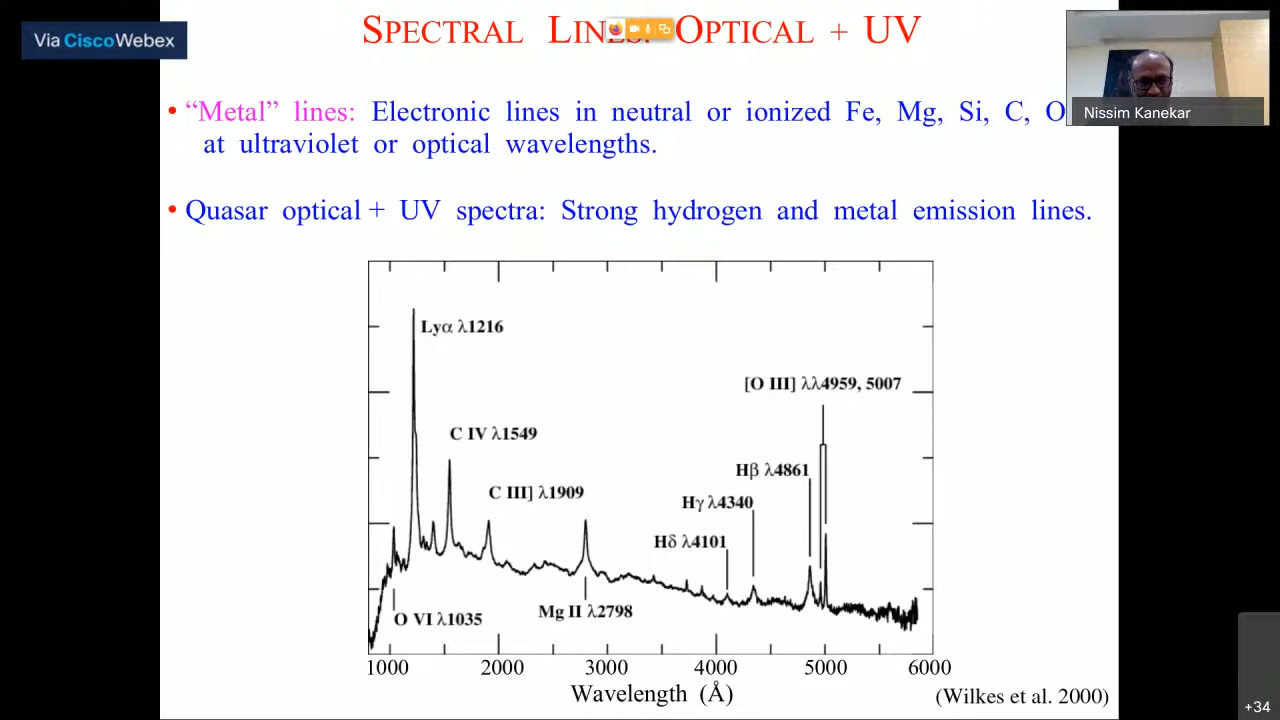 Via CiscoWebex
SPECTRAL LINES: OPTICAL + UV
Nissim Kanekar
• “Metal” lines: Electronic lines in neutral or ionized Fe, Mg, Si, C, O
at ultraviolet or optical wavelengths.
• Quasar optical + UV spectra: Strong hydrogen and metal emission lines.
Lyα λ1216
[O III] λλ4959, 5007
C IV λ1549
Hβ λ4861
C III] λ1909
Hγ λ4340
Hδ λ4101
Mg II λ2798
O VI λ1035
1000 2000 3000 4000 5000 6000
Wavelength (Å)
(Wilkes et al. 2000)
+34